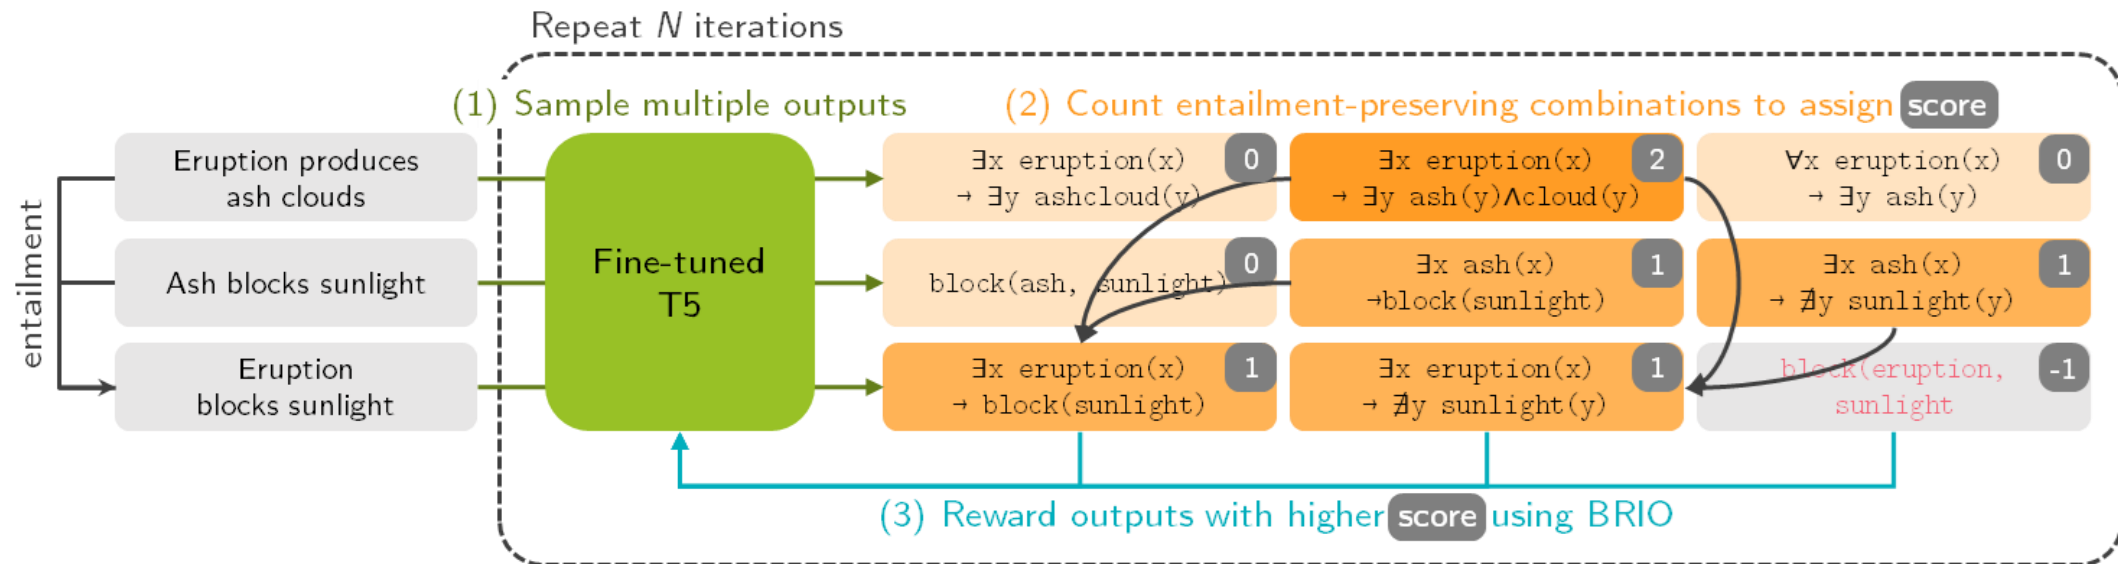 Repeat N iterations
(1) Sample multiple outputs
(2) Count entailment-preserving combinations to assign score
entailment
Eruption produces
ash clouds
Ash blocks sunlight
Eruption
blocks sunlight
Fine-tuned
T5
∃x eruption(x)
→ ∃y ashcloud(y)
0
∃x eruption(x)
→ ∃y ash(y)∧cloud(y)
2
∀x eruption(x)
→ ∃y ash(y)
0
block(ash, sunlight)
0
∃x ash(x)
→block(sunlight)
1
∃x ash(x)
→ ∄y sunlight(y)
1
∃x eruption(x)
→ block(sunlight)
1
∃x eruption(x)
→ ∄y sunlight(y)
1
block(eruption,
sunlight
-1
(3) Reward outputs with higher score using BRIO